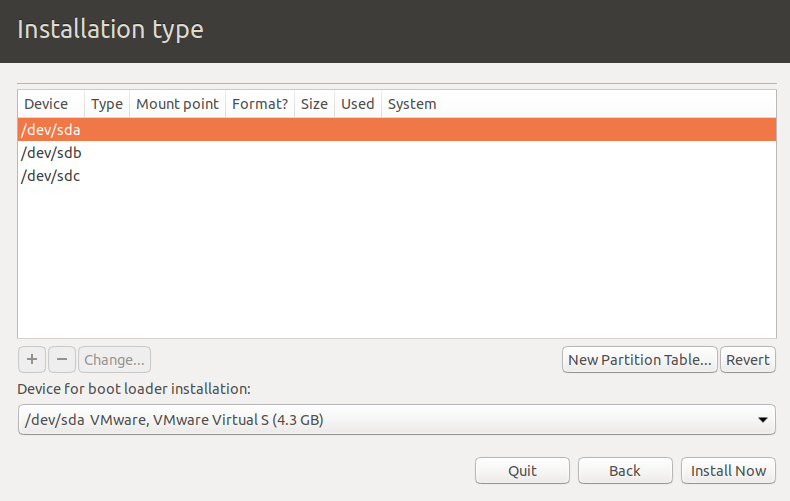 Installation type
Device Type Mount point Format? Size Used System
/dev/sda
/dev/sdb
/dev/sdc
+ − Change... New Partition Table... Revert
Device for boot loader installation:
/dev/sda VMware, VMware Virtual S (4.3 GB)
Quit Back Install Now